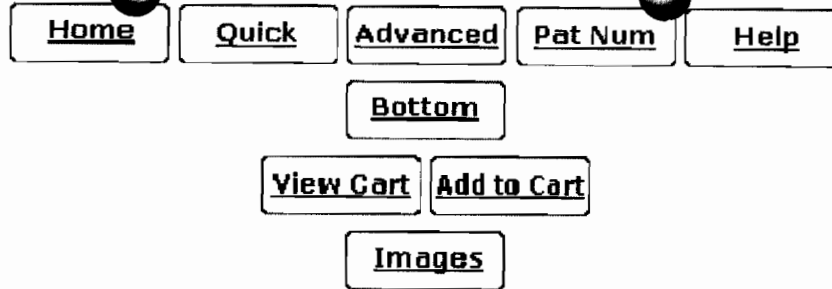 Home Quick Advanced Pat Num Help
Bottom
View Cart Add to Cart
Images